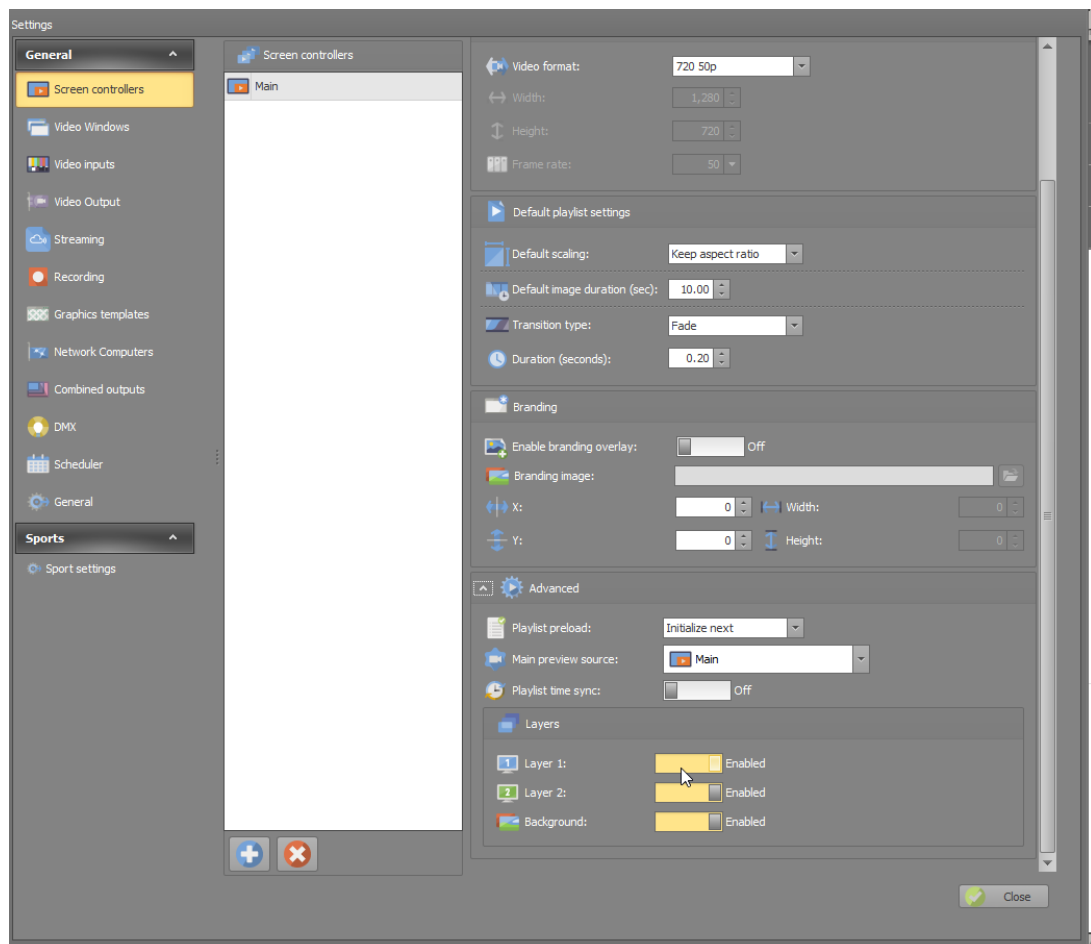 Settings
General
Screen controllers
Video Windows
Video inputs
Video Output
Streaming
Recording
Graphics templates
Network Computers
Combined outputs
DMX
Scheduler
General
Sports
Sport settings
Screen controllers
Main
Video format: 720 50p
Width: 1,280
Height: 720
Frame rate: 50
Default playlist settings
Default scaling: Keep aspect ratio
Default image duration (sec): 10.00
Transition type: Fade
Duration (seconds): 0.20
Branding
Enable branding overlay: Off
Branding image:
X: 0 Width: 0
Y: 0 Height: 0
Advanced
Playlist preload: Initialize next
Main preview source: Main
Playlist time sync: Off
Layers
1 Layer 1: Enabled
2 Layer 2: Enabled
Background: Enabled
Close